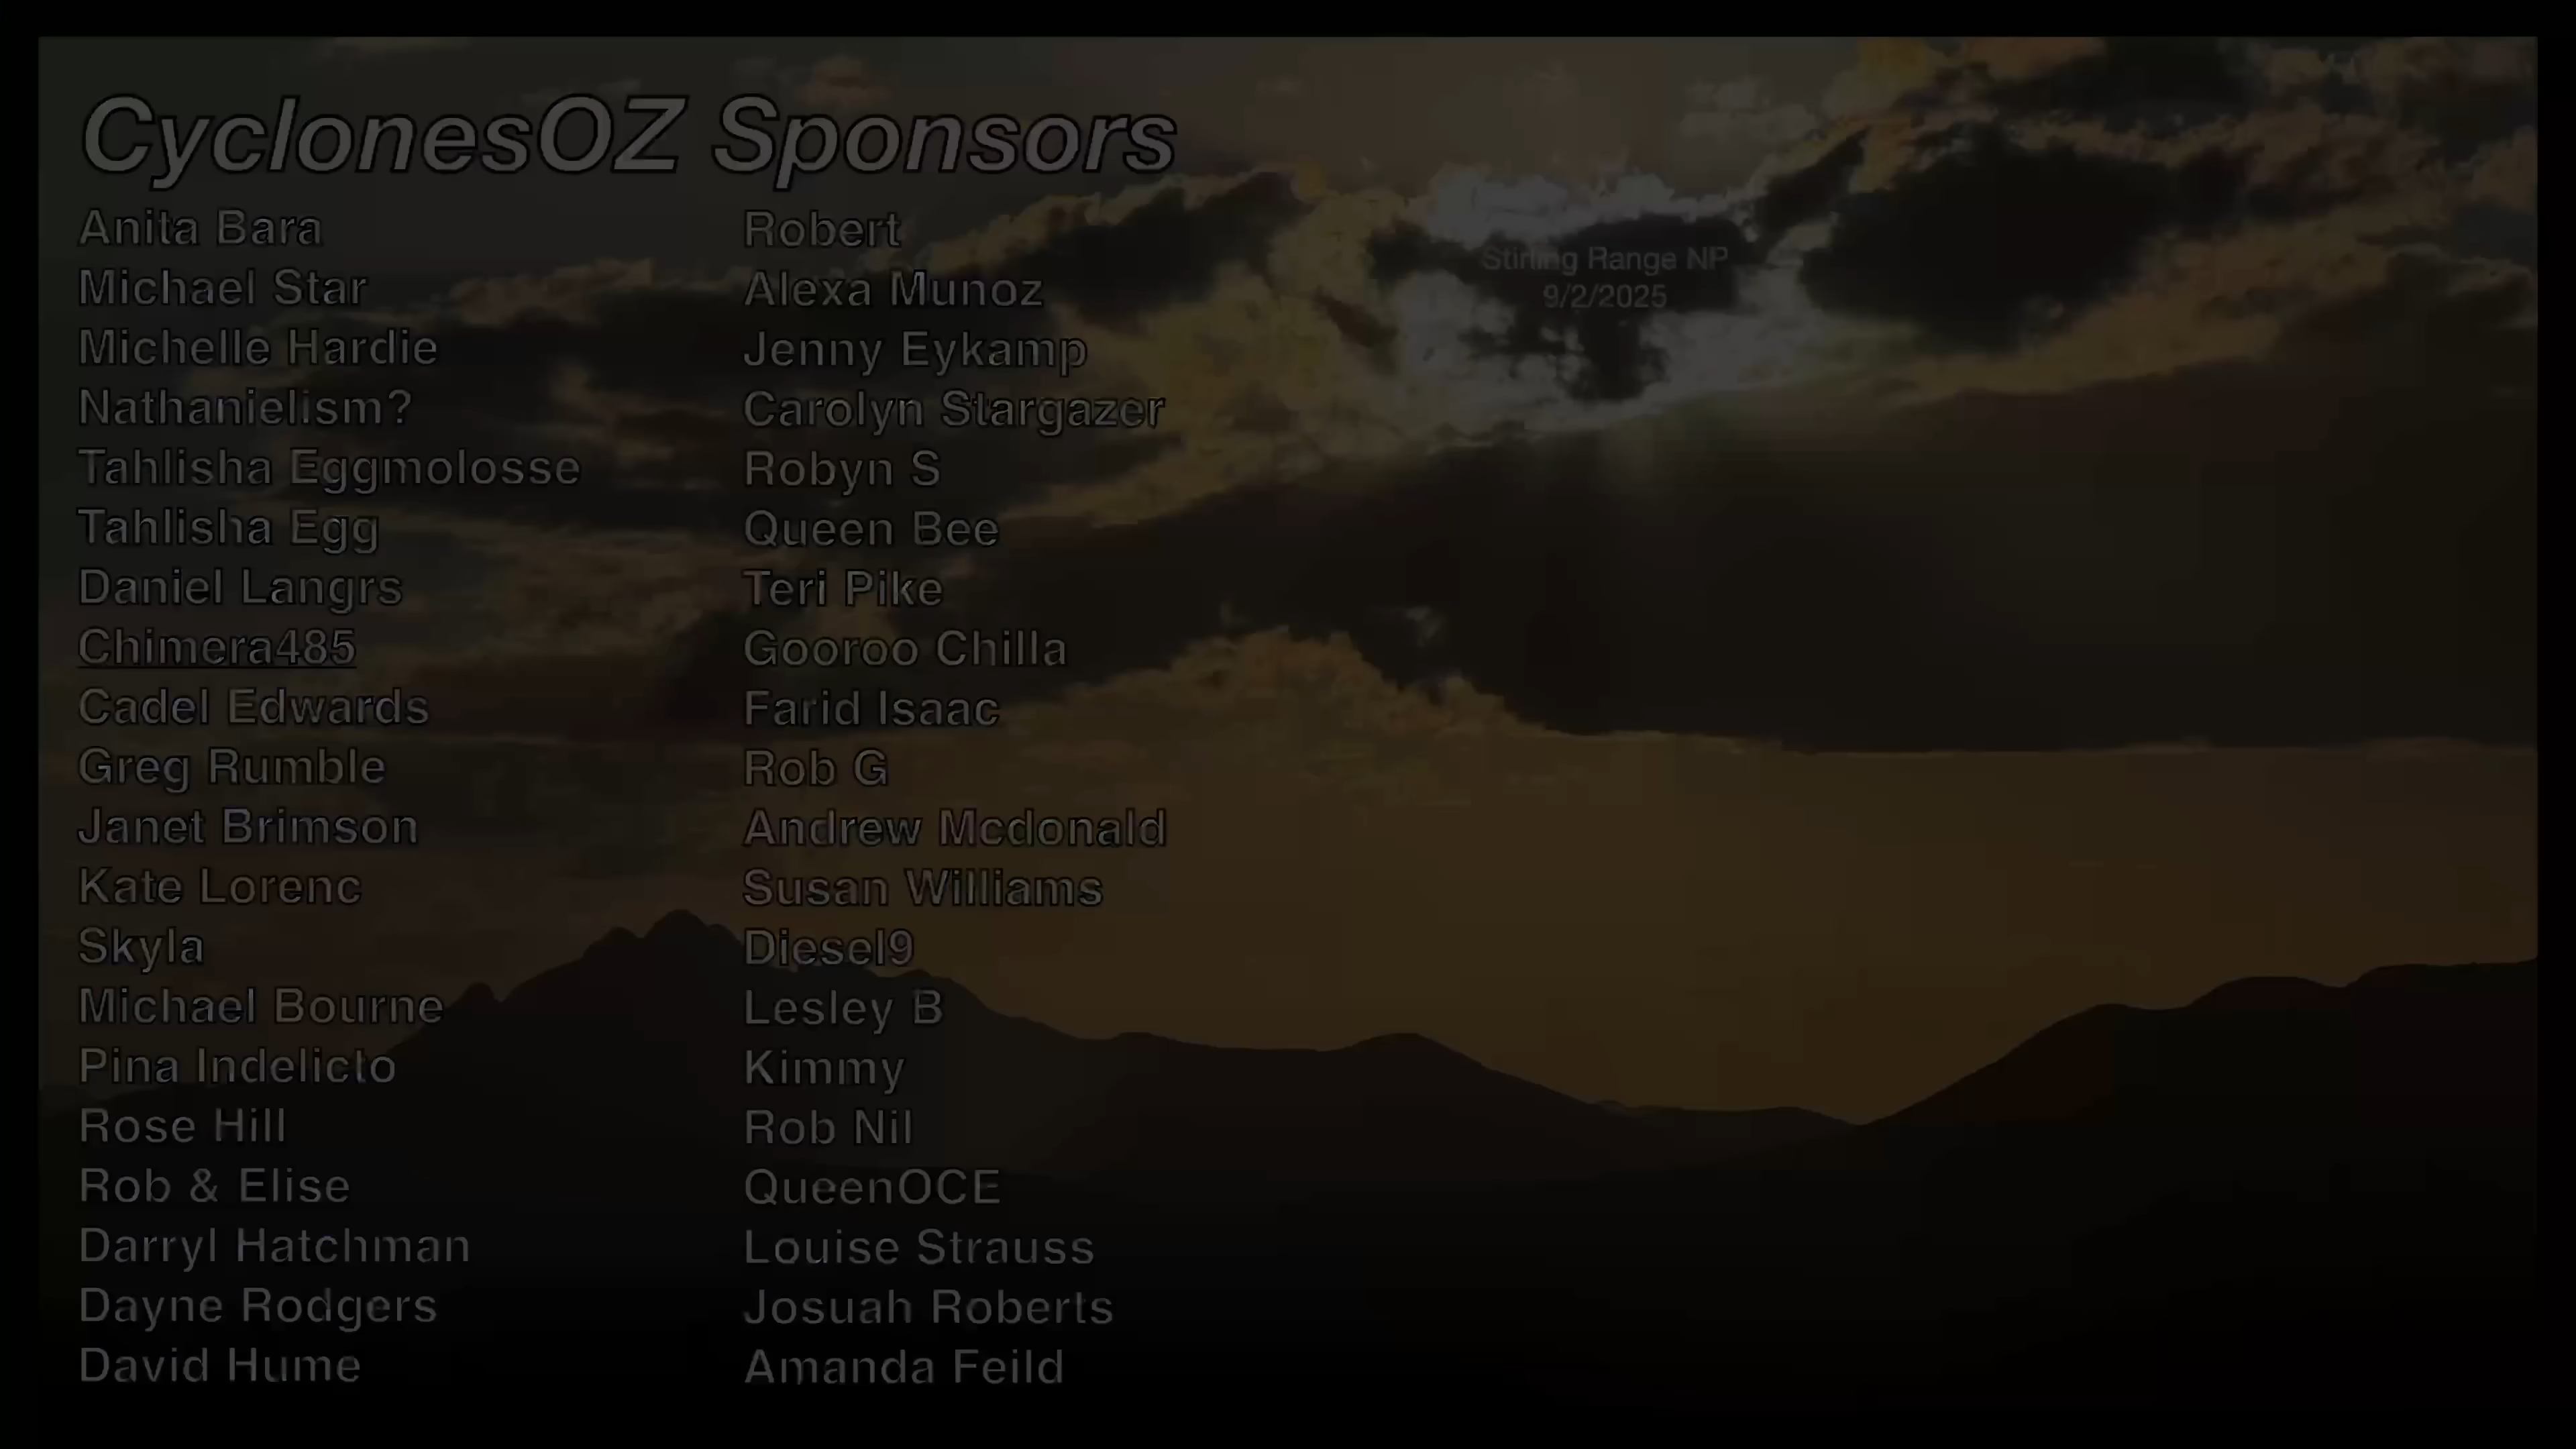 CyclonesOZ Sponsors
Anita Bara
Michael Star
Michelle Hardie
Nathanielism?
Tahlisha Eggmolosse
Tahlisha Egg
Daniel Langrs
Chimera485
Cadel Edwards
Greg Rumble
Janet Brimson
Kate Lorenc
Skyla
Michael Bourne
Pina Indelicto
Rose Hill
Rob & Elise
Darryl Hatchman
Dayne Rodgers
David Hume
Robert
Alexa Munoz
Jenny Eykamp
Carolyn Stargazer
Robyn S
Queen Bee
Teri Pike
Gooroo Chilla
Farid Isaac
Rob G
Andrew Mcdonald
Susan Williams
Diesel9
Lesley B
Kimmy
Rob Nil
QueenOCE
Louise Strauss
Josuah Roberts
Amanda Feild
Stirling Range NP
9/2/2025